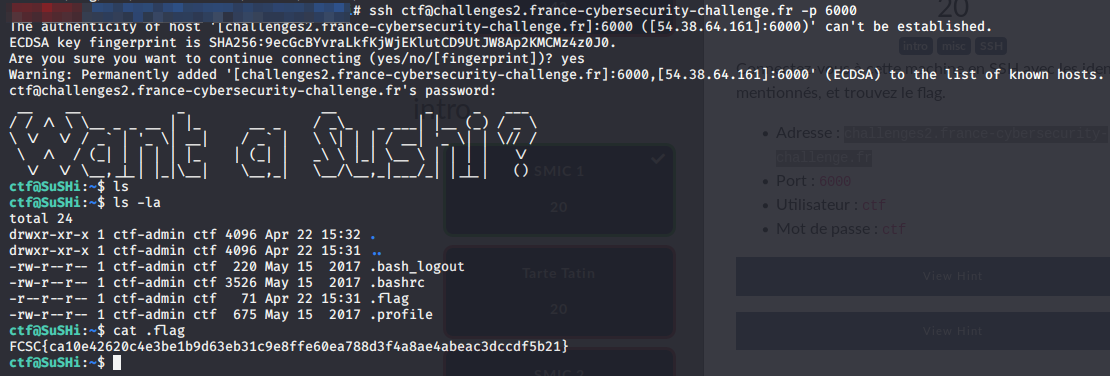 # ssh ctf@challenges2.france-cybersecurity-challenge.fr -p 6000
The authenticity of host '[challenges2.france-cybersecurity-challenge.fr]:6000 ([54.38.64.161]:6000)' can't be established.
ECDSA key fingerprint is SHA256:9ecGcBYvraLkfKjWjEKlutCD9UtJW8Ap2KMCMz4z0J0.
Are you sure you want to continue connecting (yes/no/[fingerprint])? yes
Warning: Permanently added '[challenges2.france-cybersecurity-challenge.fr]:6000,[54.38.64.161]:6000' (ECDSA) to the list of known hosts.
ctf@challenges2.france-cybersecurity-challenge.fr's password:
Want a SuSHi?
ctf@SuSHi:~$ ls
ctf@SuSHi:~$ ls -la
total 24
drwxr-xr-x 1 ctf-admin ctf 4096 Apr 22 15:32 .
drwxr-xr-x 1 ctf-admin ctf 4096 Apr 22 15:31 ..
-rw-r--r-- 1 ctf-admin ctf  220 May 15  2017 .bash_logout
-rw-r--r-- 1 ctf-admin ctf 3526 May 15  2017 .bashrc
-r--r--r-- 1 ctf-admin ctf   71 Apr 22 15:31 .flag
-rw-r--r-- 1 ctf-admin ctf  675 May 15  2017 .profile
ctf@SuSHi:~$ cat .flag
FCSC{ca10e42620c4e3be1b9d63eb31c9e8ffe60ea788d3f4a8ae4abeac3dccdf5b21}
ctf@SuSHi:~$
intro
SMIC 1
20
Tarte Tatin
20
SMIC 2
20
intro misc SSH
mentionnés, et trouvez le flag.
Adresse : challenges2.france-cybersecurity-
challenge.fr
Port : 6000
Utilisateur : ctf
Mot de passe : ctf
View Hint
View Hint